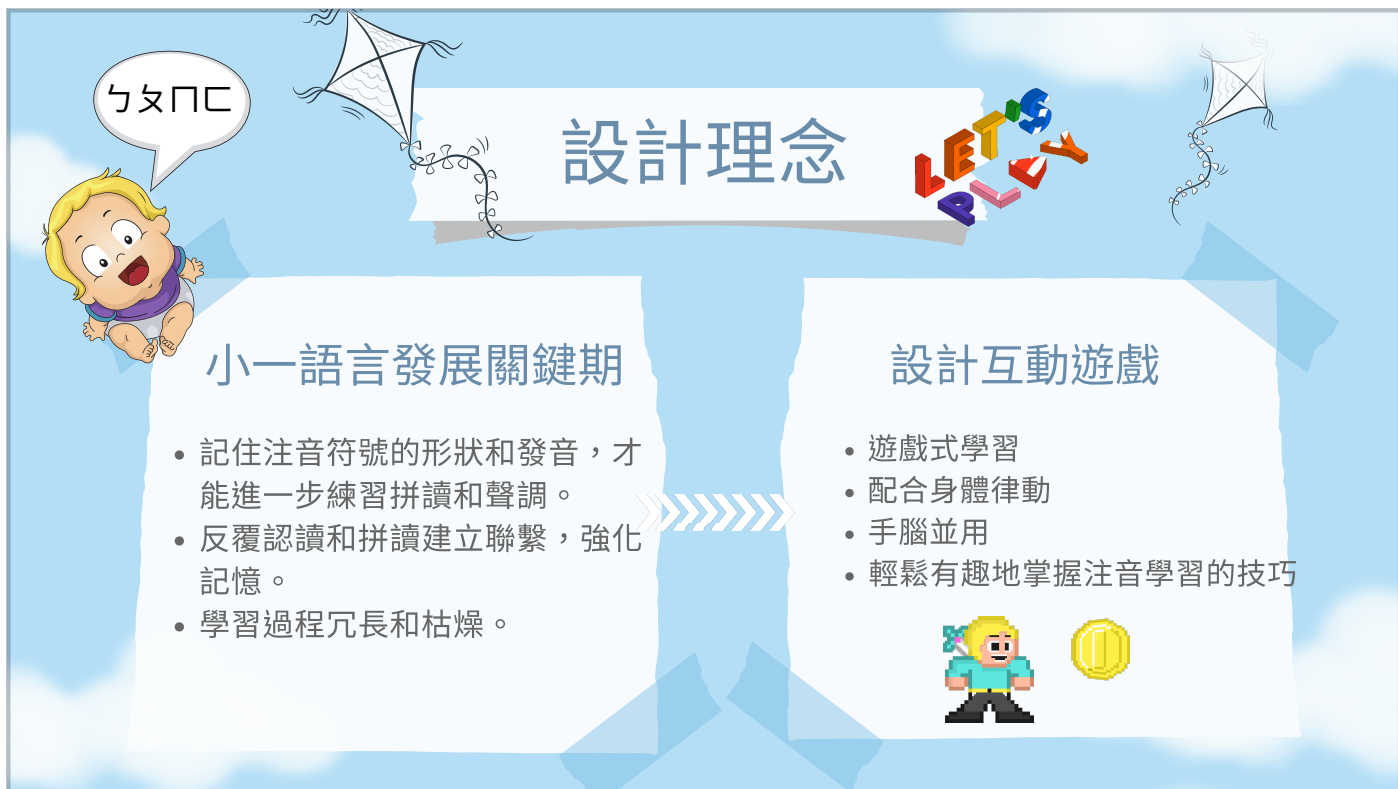 ㄅㄆㄇㄈ
設計理念
LET'S
PLAY
小一語言發展關鍵期
記住注音符號的形狀和發音，才
能進一步練習拼讀和聲調。
反覆認讀和拼讀建立聯繫，強化
記憶。
學習過程冗長和枯燥。
設計互動遊戲
遊戲式學習
配合身體律動
手腦並用
輕鬆有趣地掌握注音學習的技巧